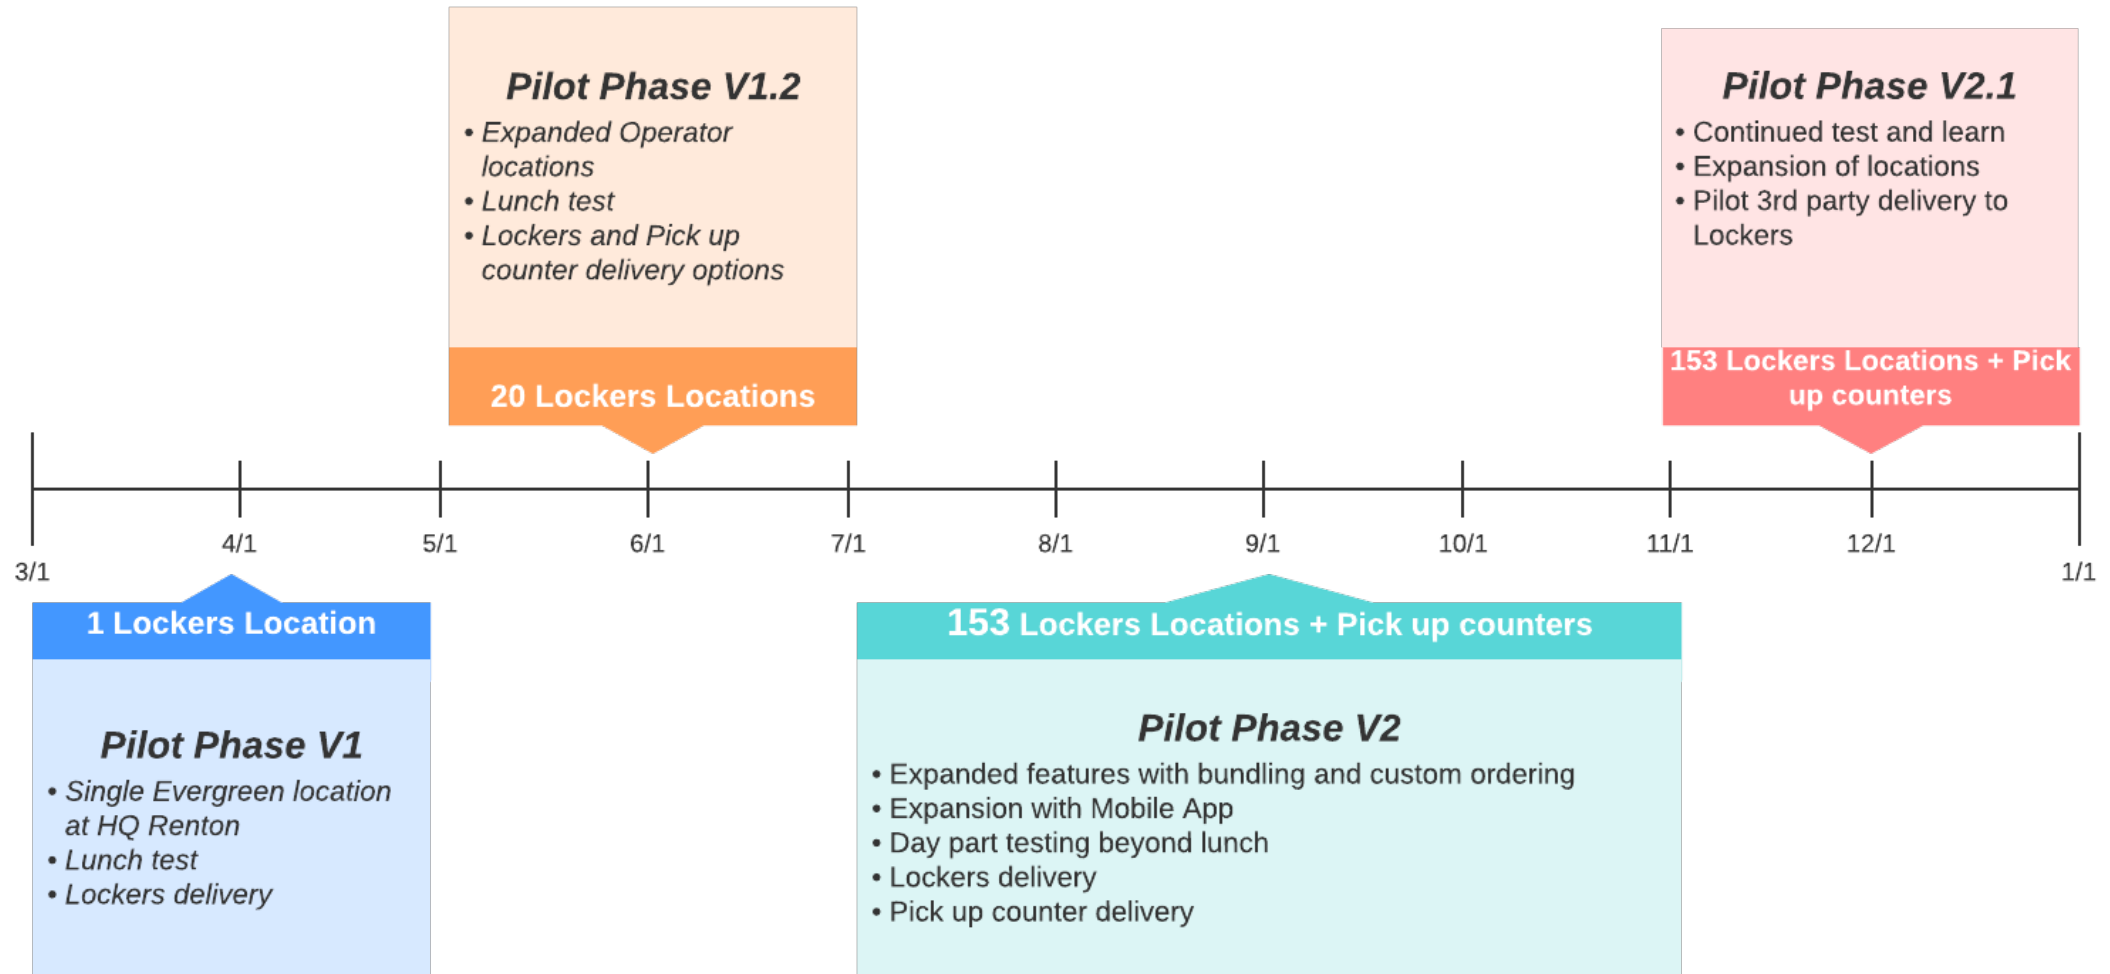 Pilot Phase V1.2
• Expanded Operator
locations
• Lunch test
• Lockers and Pick up
counter delivery options
20 Lockers Locations
Pilot Phase V2.1
• Continued test and learn
• Expansion of locations
• Pilot 3rd party delivery to
Lockers
153 Lockers Locations + Pick
up counters
3/1
4/1
5/1
6/1
7/1
8/1
9/1
10/1
11/1
12/1
1/1
1 Lockers Location
Pilot Phase V1
• Single Evergreen location
at HQ Renton
• Lunch test
• Lockers delivery
153 Lockers Locations + Pick up counters
Pilot Phase V2
• Expanded features with bundling and custom ordering
• Expansion with Mobile App
• Day part testing beyond lunch
• Lockers delivery
• Pick up counter delivery